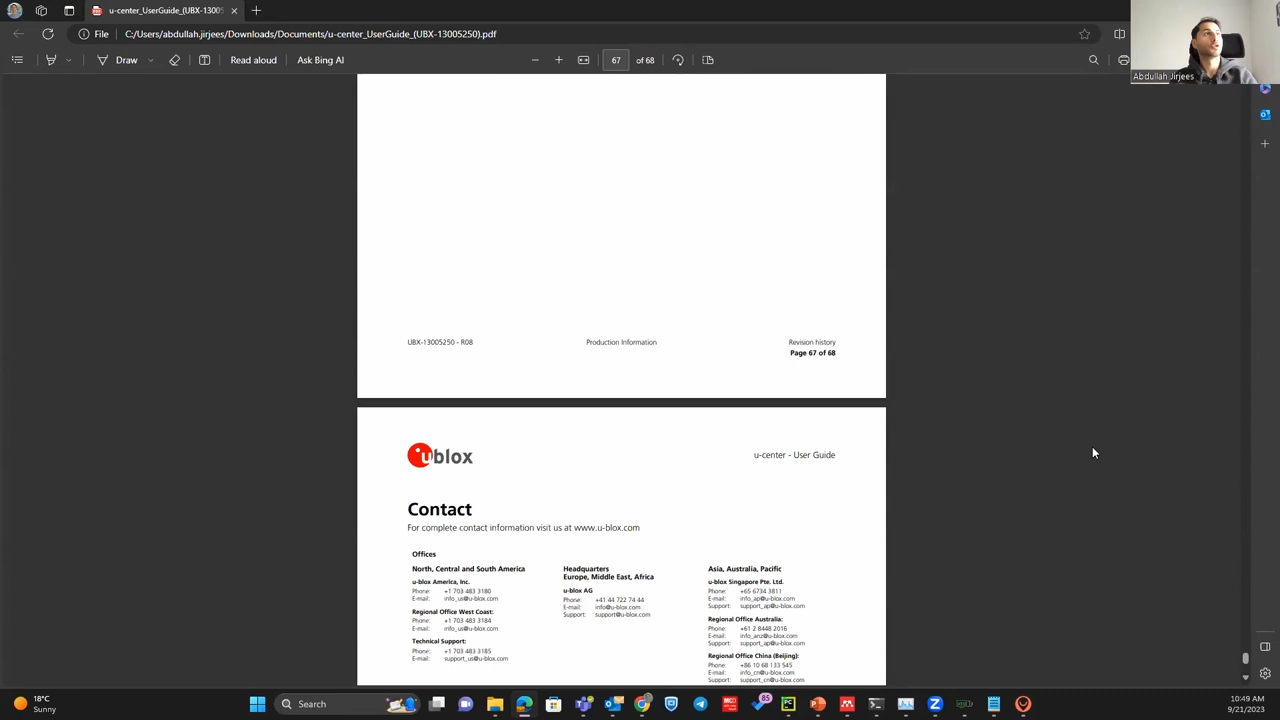 u-center_UserGuide_(UBX-13005
File
C:/Users/abdullah.jirjees/Downloads/Documents/u-center_UserGuide_(UBX-13005250).pdf
Draw
Read aloud
Ask Bing AI
67 of 68
Abdullah Jirjees
UBX-13005250 - R08
Production Information
Revision history
Page 67 of 68
ublox
u-center - User Guide
Contact
For complete contact information visit us at www.u-blox.com
Offices
North, Central and South America
u-blox America, Inc.
Phone: +1 703 483 3180
E-mail: info_us@u-blox.com
Regional Office West Coast:
Phone: +1 703 483 3184
E-mail: info_us@u-blox.com
Technical Support:
Phone: +1 703 483 3185
E-mail: support_us@u-blox.com
Headquarters
Europe, Middle East, Africa
u-blox AG
Phone: +41 44 722 74 44
E-mail: info@u-blox.com
Support: support@u-blox.com
Asia, Australia, Pacific
u-blox Singapore Pte. Ltd.
Phone: +65 6734 3811
E-mail: info_ap@u-blox.com
Support: support_ap@u-blox.com
Regional Office Australia:
Phone: +61 2 8448 2016
E-mail: info_anz@u-blox.com
Support: support_ap@u-blox.com
Regional Office China (Beijing):
Phone: +86 10 68 133 545
E-mail: info_cn@u-blox.com
Support: support_cn@u-blox.com
18°C
Sunny
Search
85
10:49 AM
9/21/2023